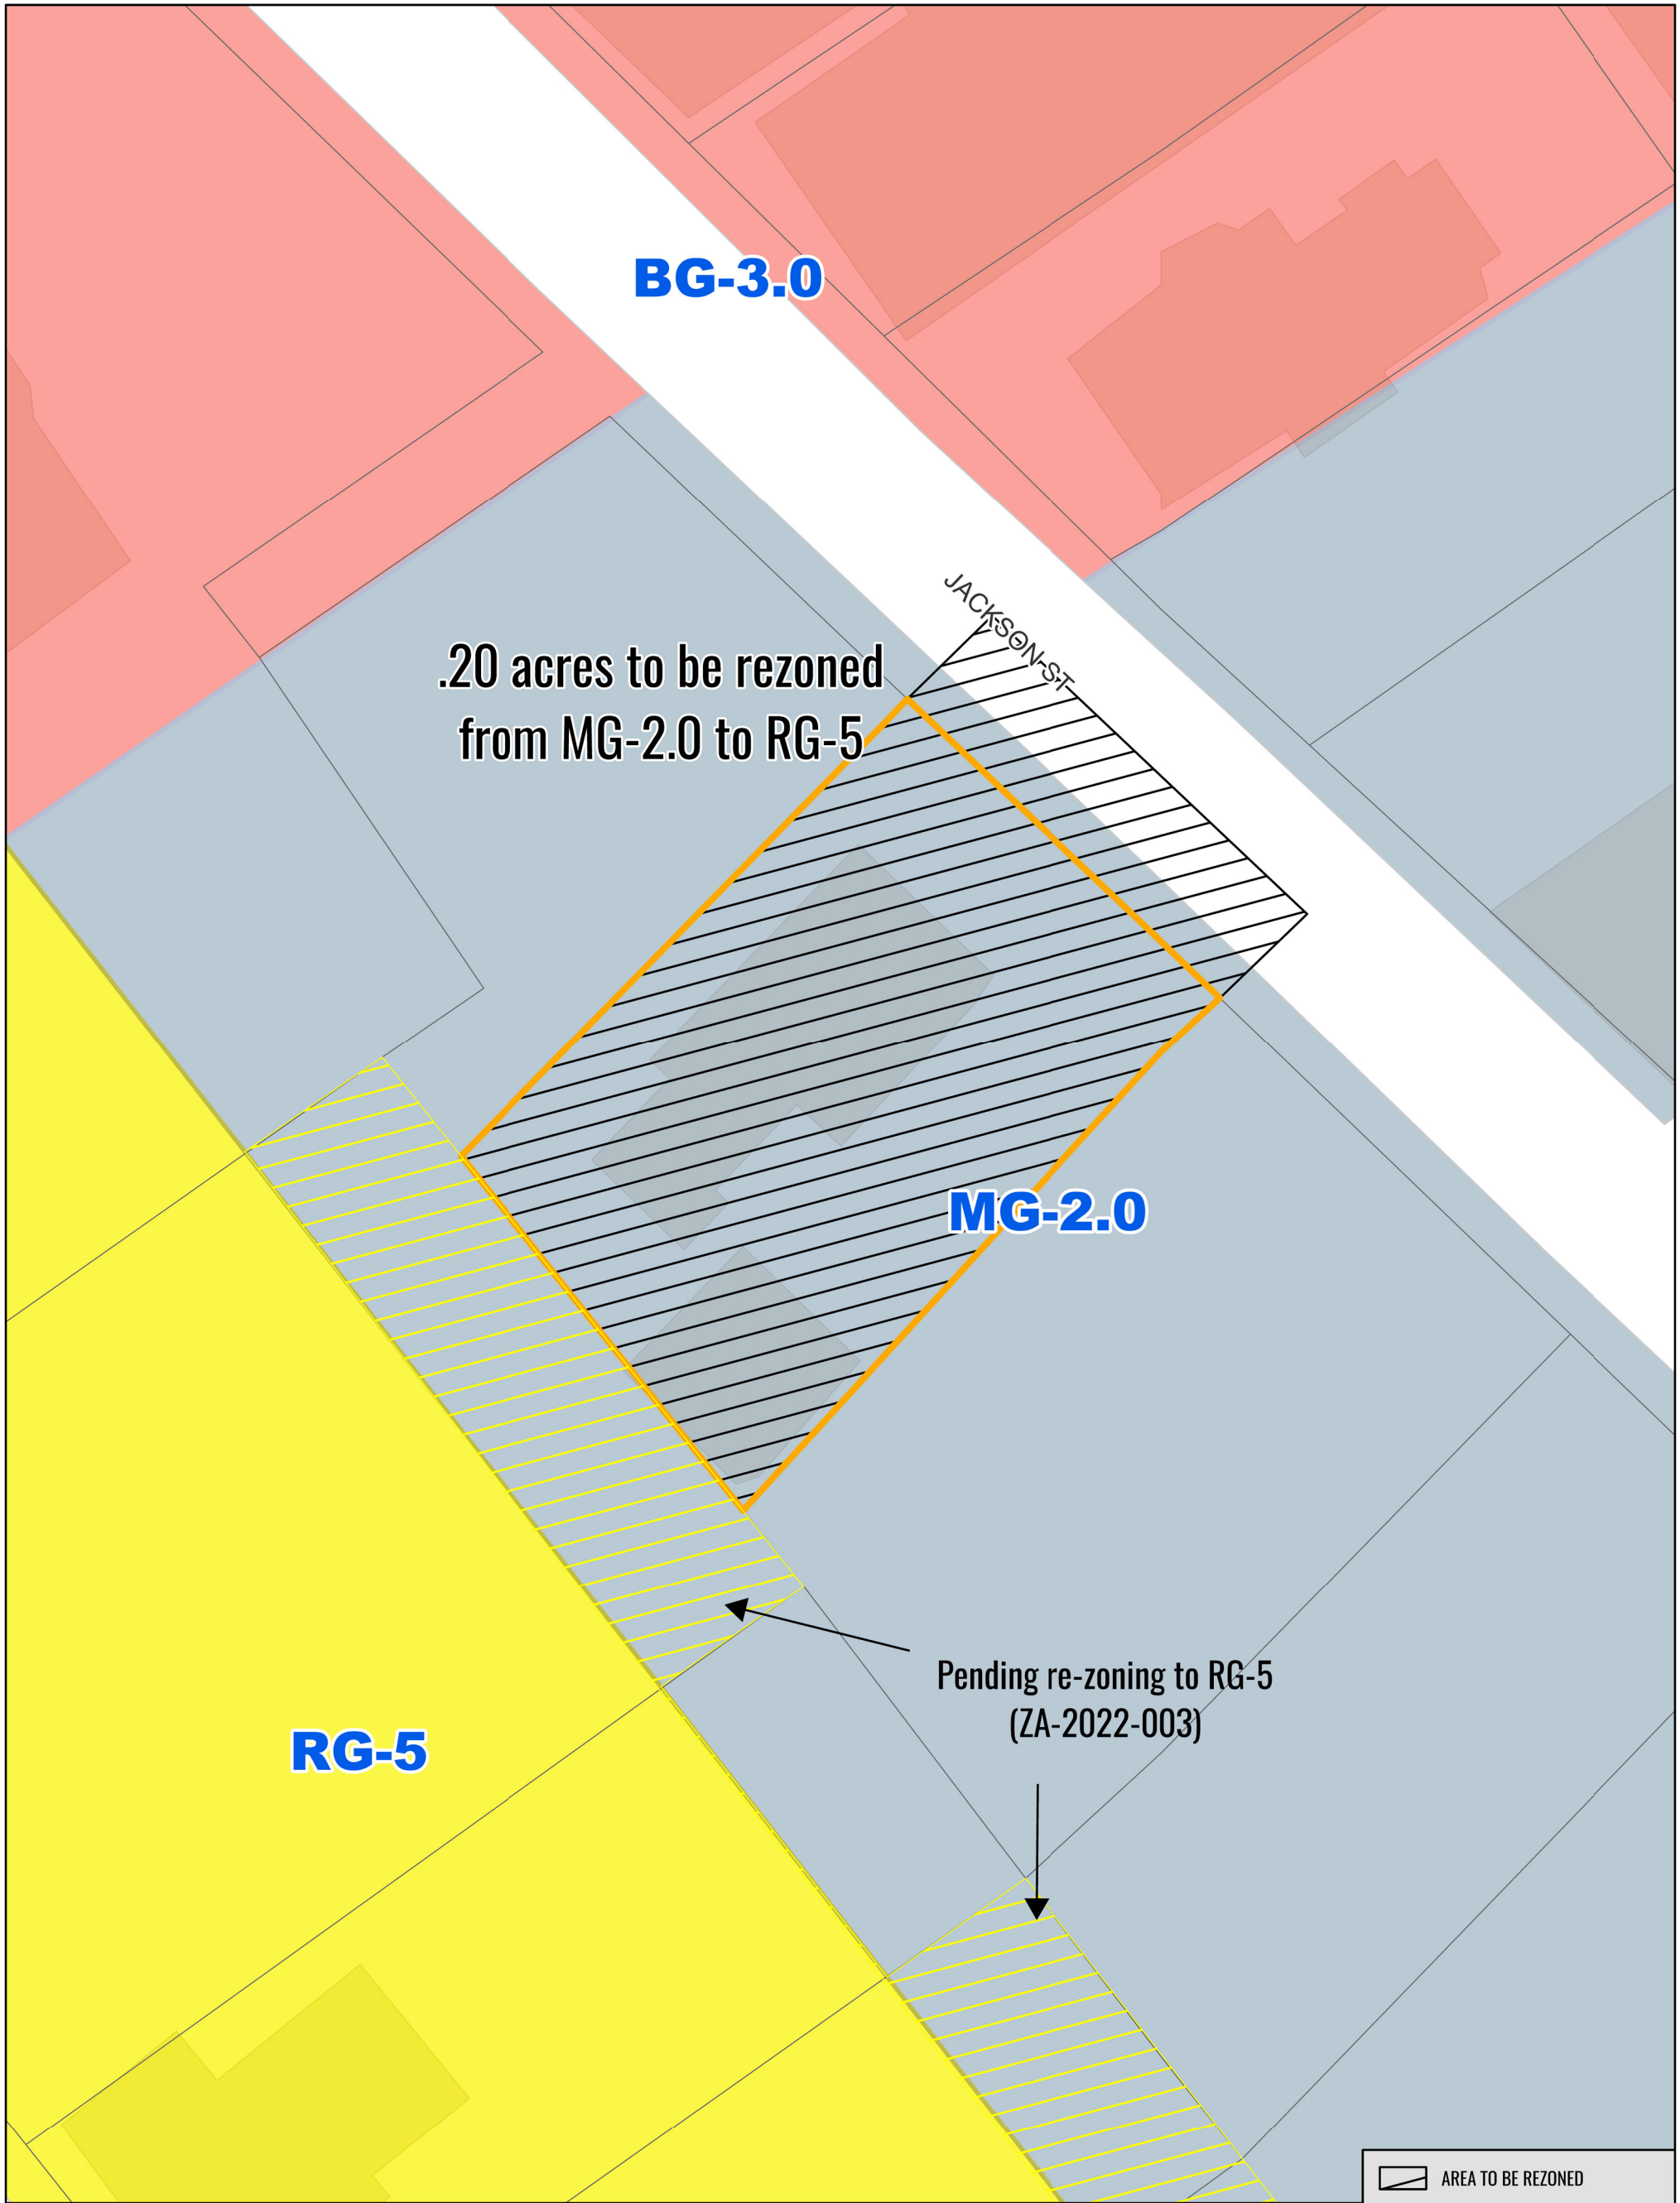 BG-3.0
JACKSON ST
.20 acres to be rezoned
from MG-2.0 to RG-5
MG-2.0
Pending re-zoning to RG-5
(ZA-2022-003)
RG-5
AREA TO BE REZONED